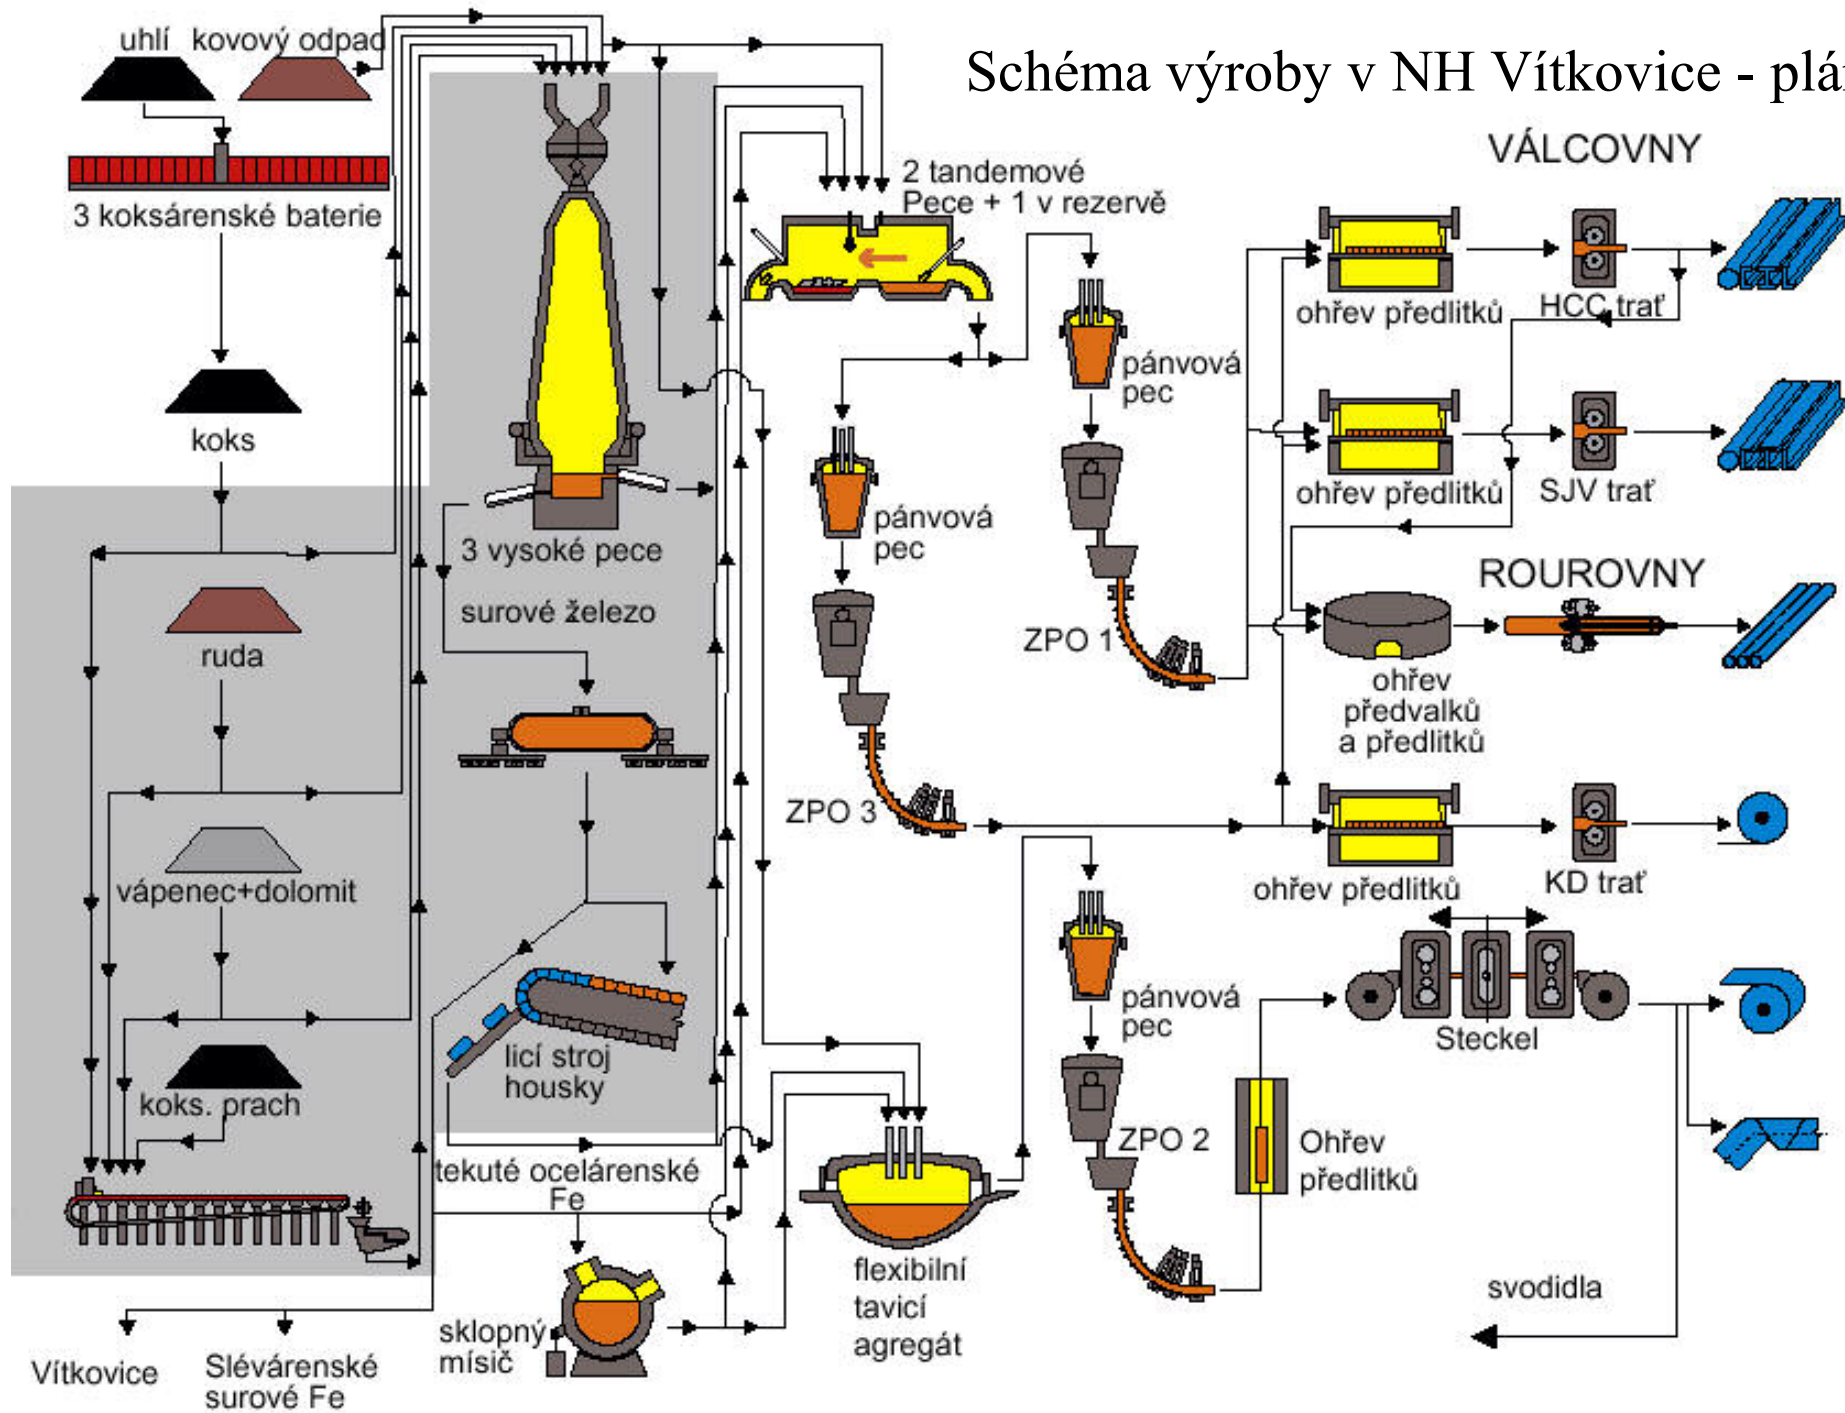 Schéma výroby v NH Vítkovice - plá
uhlí
kovový odpad
3 koksárenské baterie
koks
ruda
vápenec+dolomit
koks. prach
Vítkovice
Slévárenské
surové Fe
3 vysoké pece
surové železo
licí stroj
housky
tekuté ocelárenské
Fe
sklopný
mísič
2 tandemové
Pece + 1 v rezervě
pánvová
pec
ZPO 1
pánvová
pec
ZPO 3
flexibilní
tavicí
agregát
pánvová
pec
ZPO 2
Ohřev
předlitků
VÁLCOVNY
ohřev předlitků
HCC trať
ohřev předlitků
SJV trať
ROUROVNY
ohřev
předvalků
a předlitků
ohřev předlitků
KD trať
Steckel
svodidla